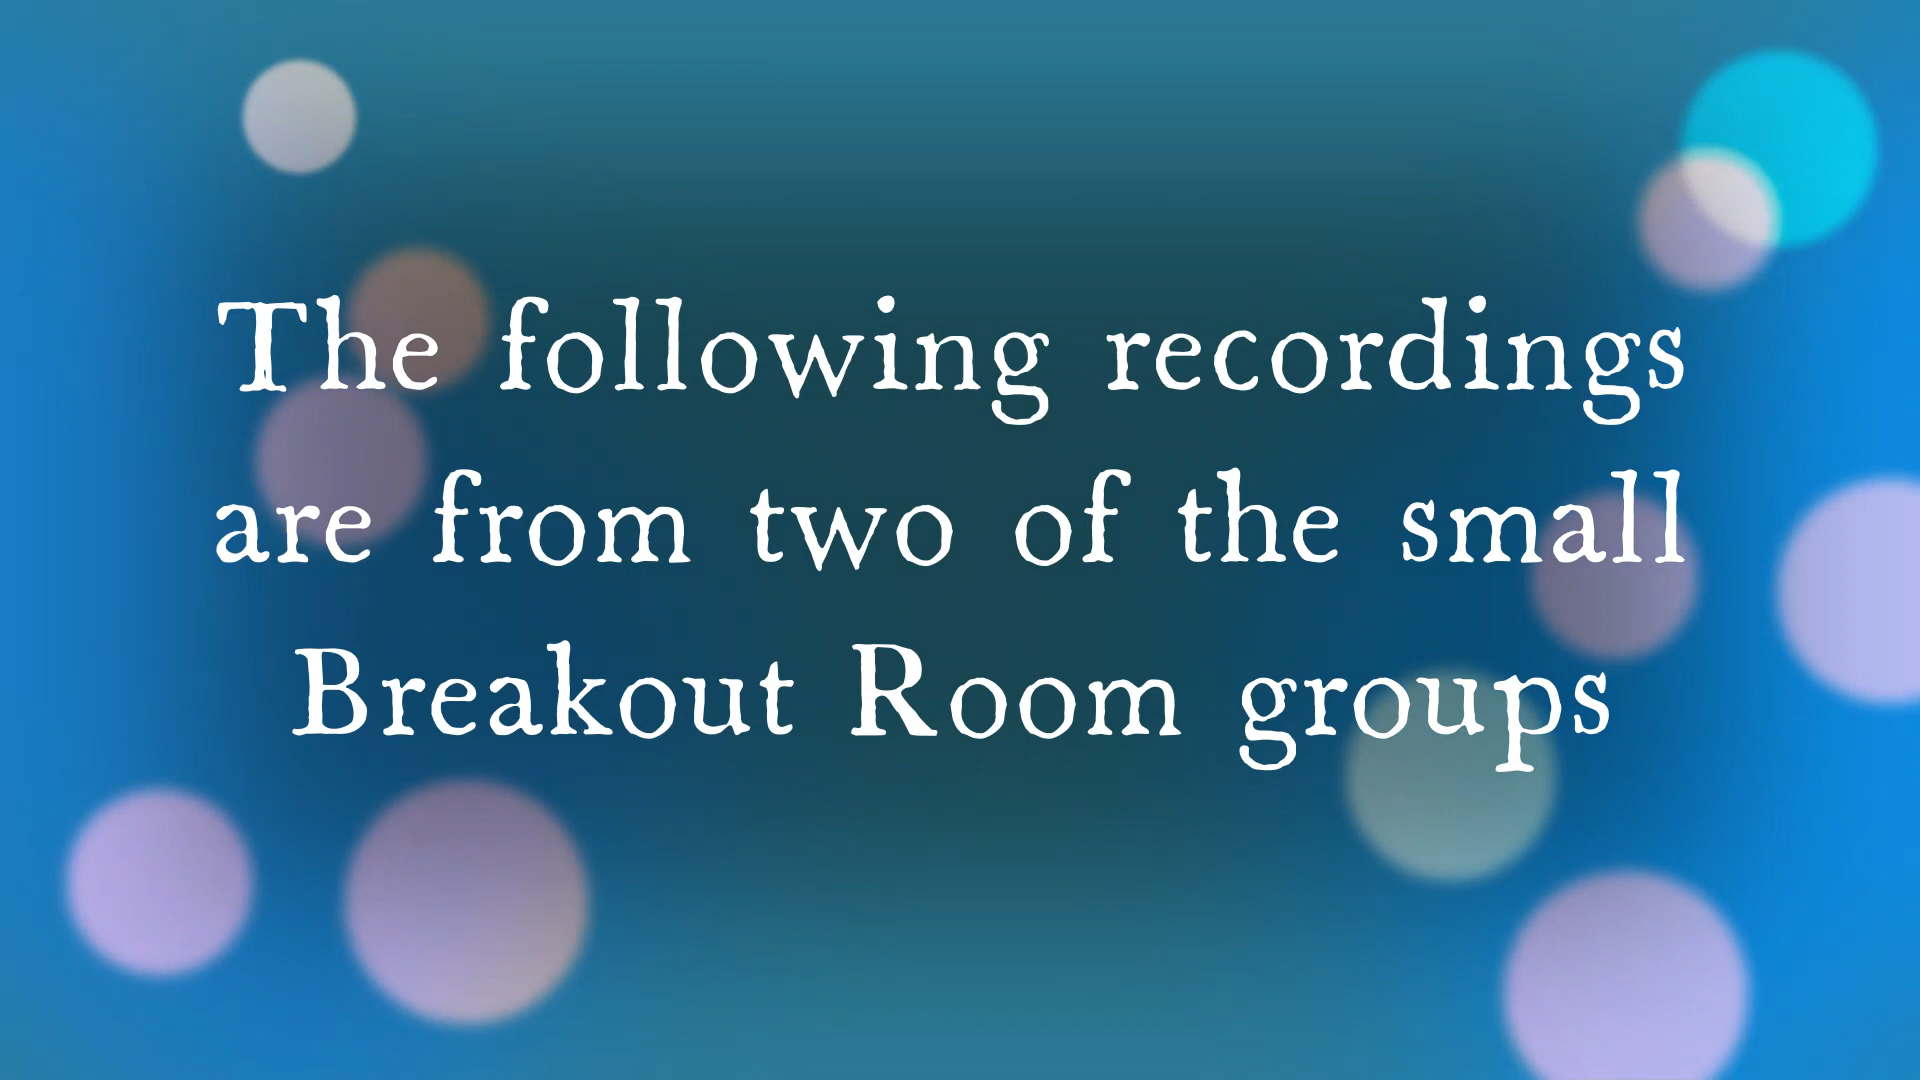 The following recordings
are from two of the small
Breakout Room groups